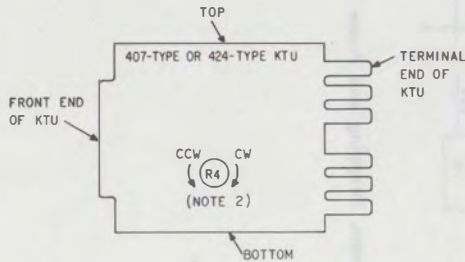 TOP
407-TYPE OR 424-TYPE KTU
TERMINAL
END OF
KTU
FRONT END
OF KTU
CCW CW
R4
(NOTE 2)
BOTTOM